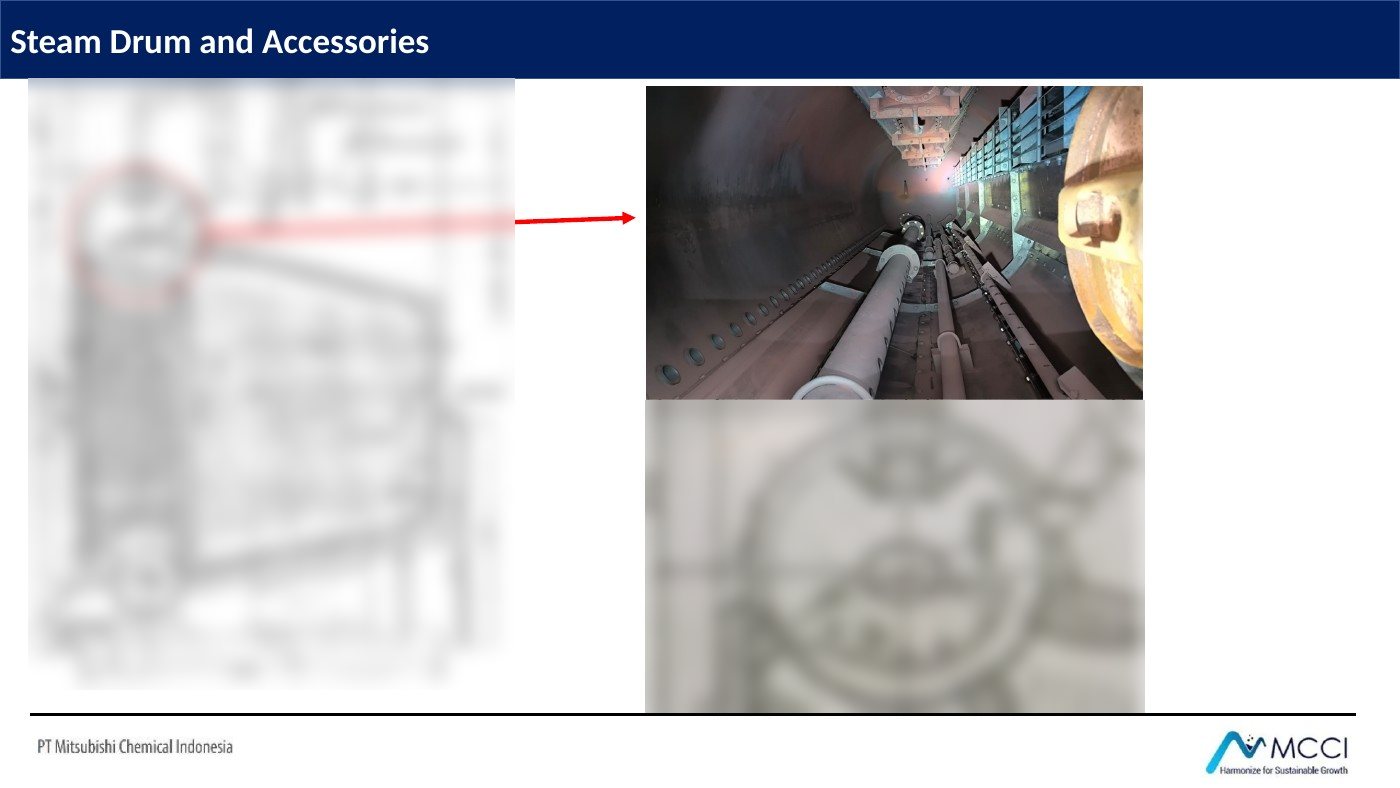 Steam Drum and Accessories
PT Mitsubishi Chemical Indonesia
MCCI
Harmonize for Sustainable Growth